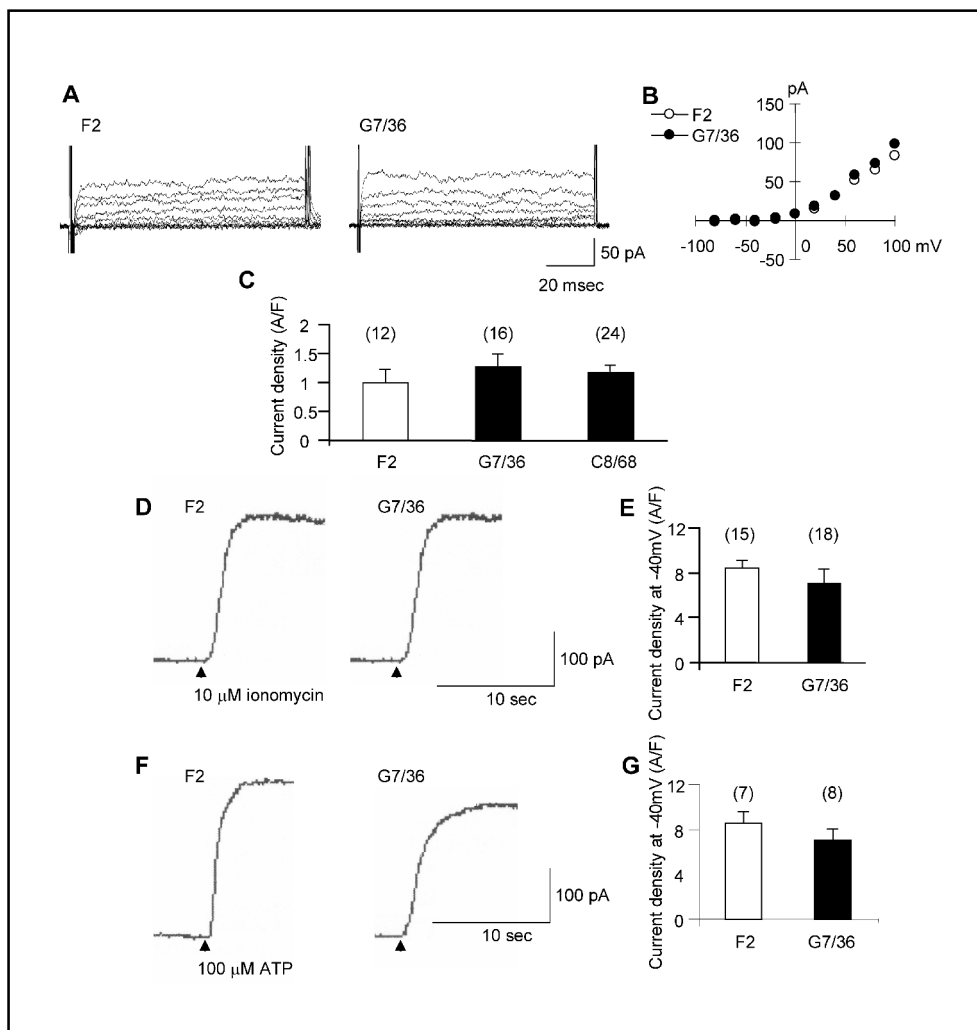 A
F2
G7/36
50 pA
20 msec
B
F2
G7/36
pA
150
100
50
-50
-100
-50
0
50
100 mV
C
Current density (A/F)
2
1.5
1
0.5
0
(12)
(16)
(24)
F2
G7/36
C8/68
D
F2
G7/36
10 μM ionomycin
100 pA
10 sec
E
Current density at -40mV (A/F)
12
8
4
0
(15)
(18)
F2
G7/36
F
F2
G7/36
100 μM ATP
100 pA
10 sec
G
Current density at -40mV (A/F)
12
8
4
0
(7)
(8)
F2
G7/36